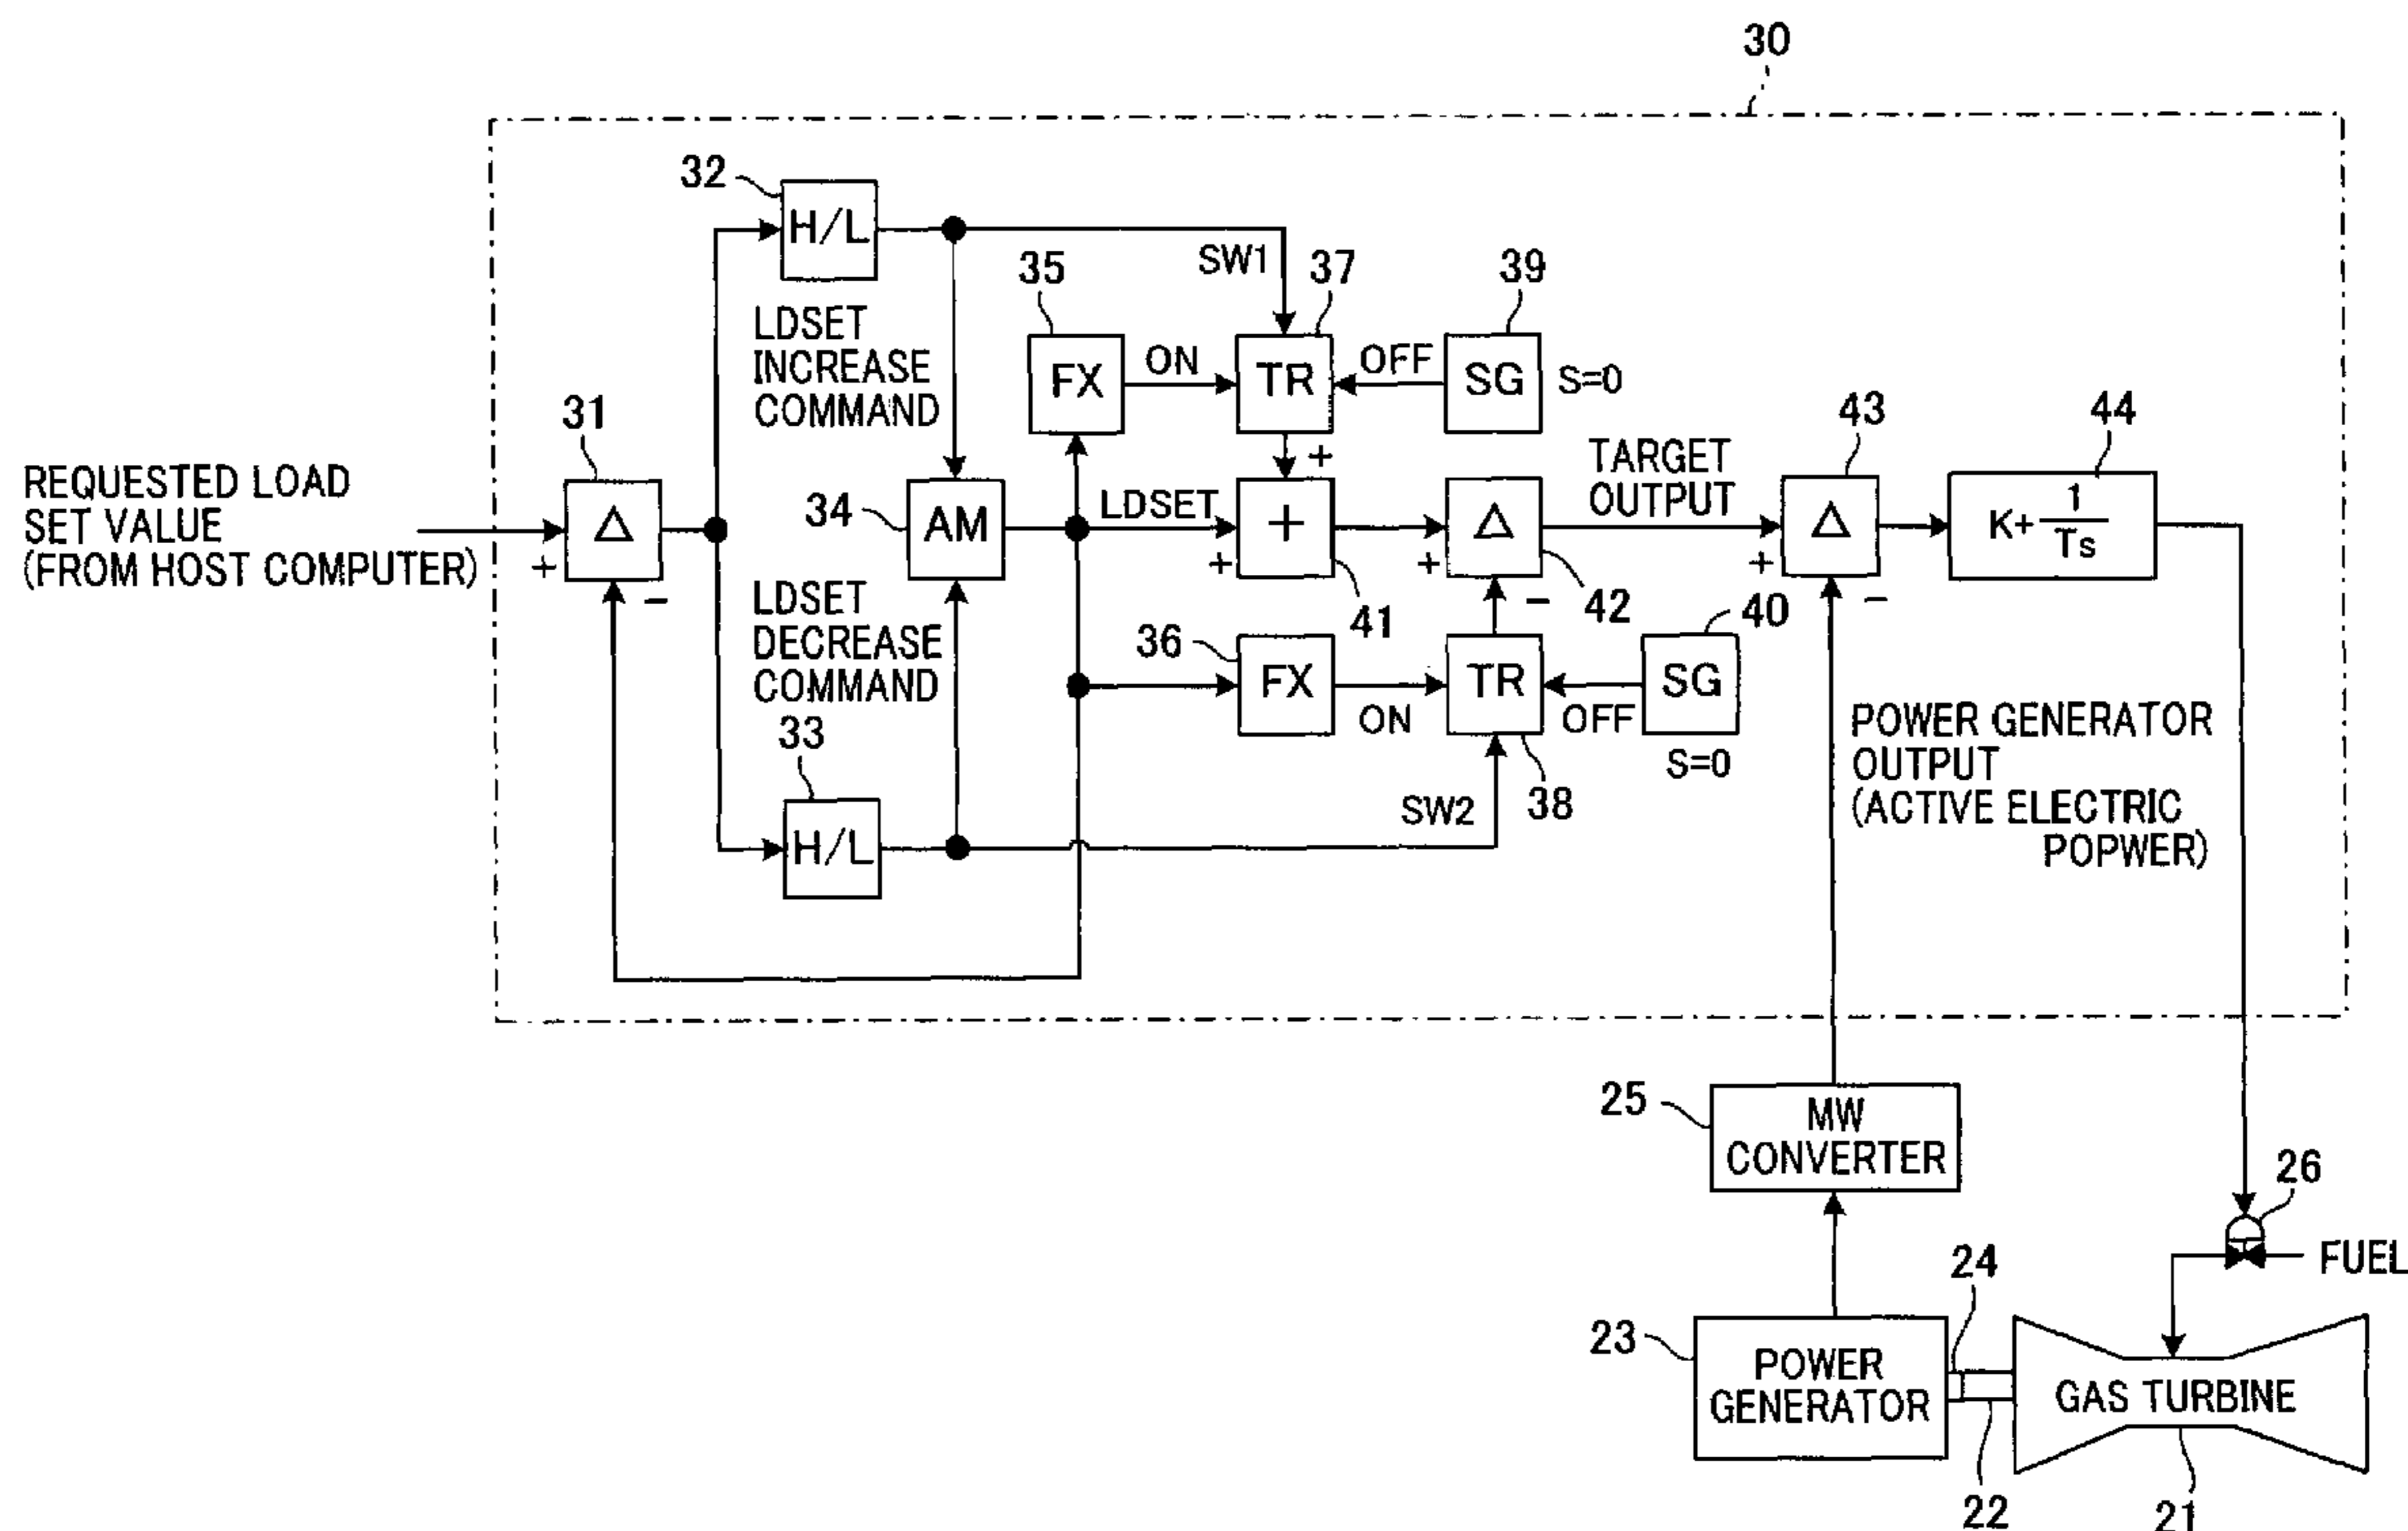 30
32
H/L
SW1
37
39
35
LDSET
INCREASE
COMMAND
FX
ON
TR
OFF
SG
S=0
31
43
44
REQUESTED LOAD
SET VALUE
(FROM HOST COMPUTER)
+
Δ
−
34
AM
LDSET
+
+
+
41
+
Δ
−
42
TARGET
OUTPUT
+
Δ
−
K+ 1/Ts
LDSET
DECREASE
COMMAND
36
FX
ON
TR
38
OFF
40
SG
S=0
33
H/L
SW2
POWER GENERATOR
OUTPUT
(ACTIVE ELECTRIC
POPWER)
25
MW
CONVERTER
26
FUEL
24
23
POWER
GENERATOR
GAS TURBINE
22
21